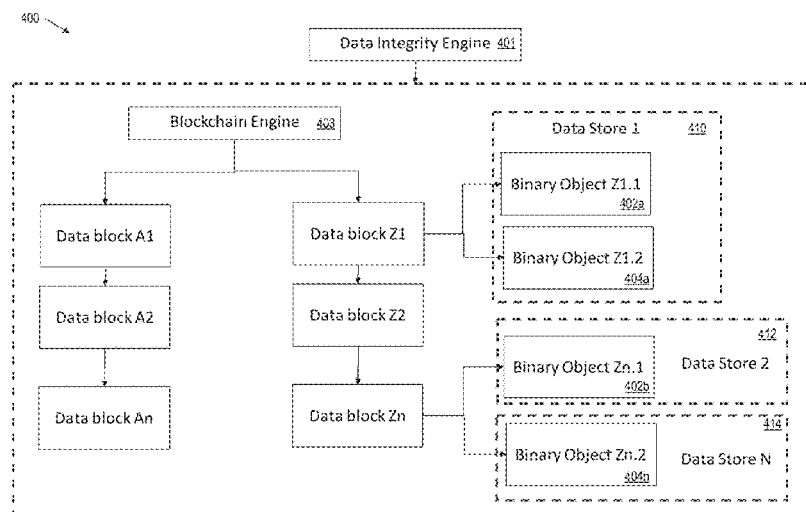 400
Data Integrity Engine 401
Blockchain Engine 403
Data Store 1 410
Binary Object Z1.1
402a
Binary Object Z1.2
404a
Data block A1
Data block Z1
Data block A2
Data block Z2
Data block An
Data block Zn
412
Binary Object Zn.1
402b
Data Store 2
414
Binary Object Zn.2
404b
Data Store N